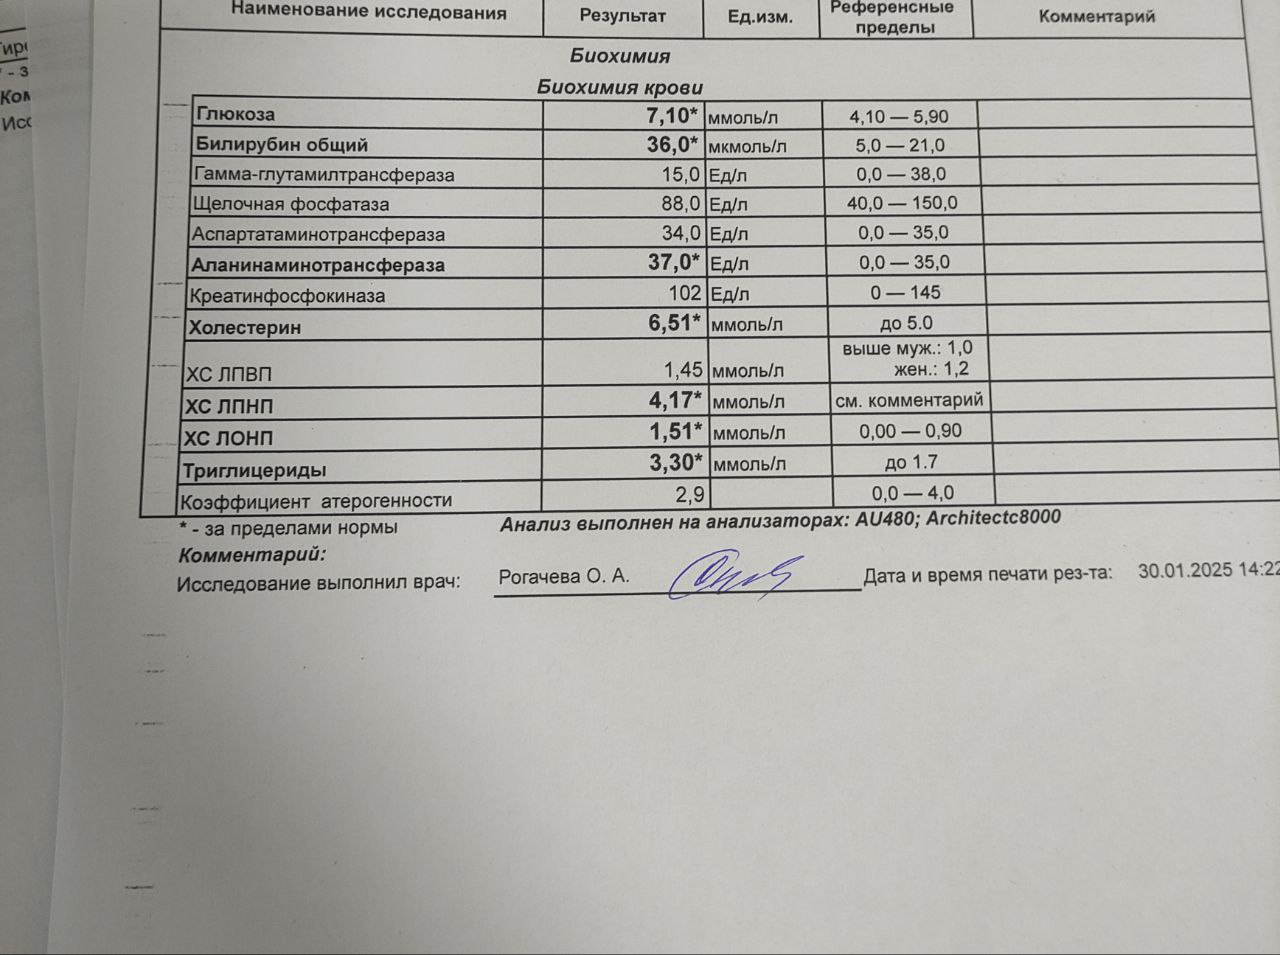 Наименование исследования Результат Ед.изм. Референсные пределы Комментарий
Биохимия
Биохимия крови
Глюкоза 7,10* ммоль/л 4,10 — 5,90
Билирубин общий 36,0* мкмоль/л 5,0 — 21,0
Гамма-глутамилтрансфераза 15,0 Ед/л 0,0 — 38,0
Щелочная фосфатаза 88,0 Ед/л 40,0 — 150,0
Аспартатаминотрансфераза 34,0 Ед/л 0,0 — 35,0
Аланинаминотрансфераза 37,0* Ед/л 0,0 — 35,0
Креатинфосфокиназа 102 Ед/л 0 — 145
Холестерин 6,51* ммоль/л до 5.0
ХС ЛПВП 1,45 ммоль/л выше муж.: 1,0 жен.: 1,2
ХС ЛПНП 4,17* ммоль/л см. комментарий
ХС ЛОНП 1,51* ммоль/л 0,00 — 0,90
Триглицериды 3,30* ммоль/л до 1.7
Коэффициент атерогенности 2,9 0,0 — 4,0
* - за пределами нормы Анализ выполнен на анализаторах: AU480; Architectc8000
Комментарий:
Исследование выполнил врач: Рогачева О. А. Дата и время печати рез-та: 30.01.2025 14:22